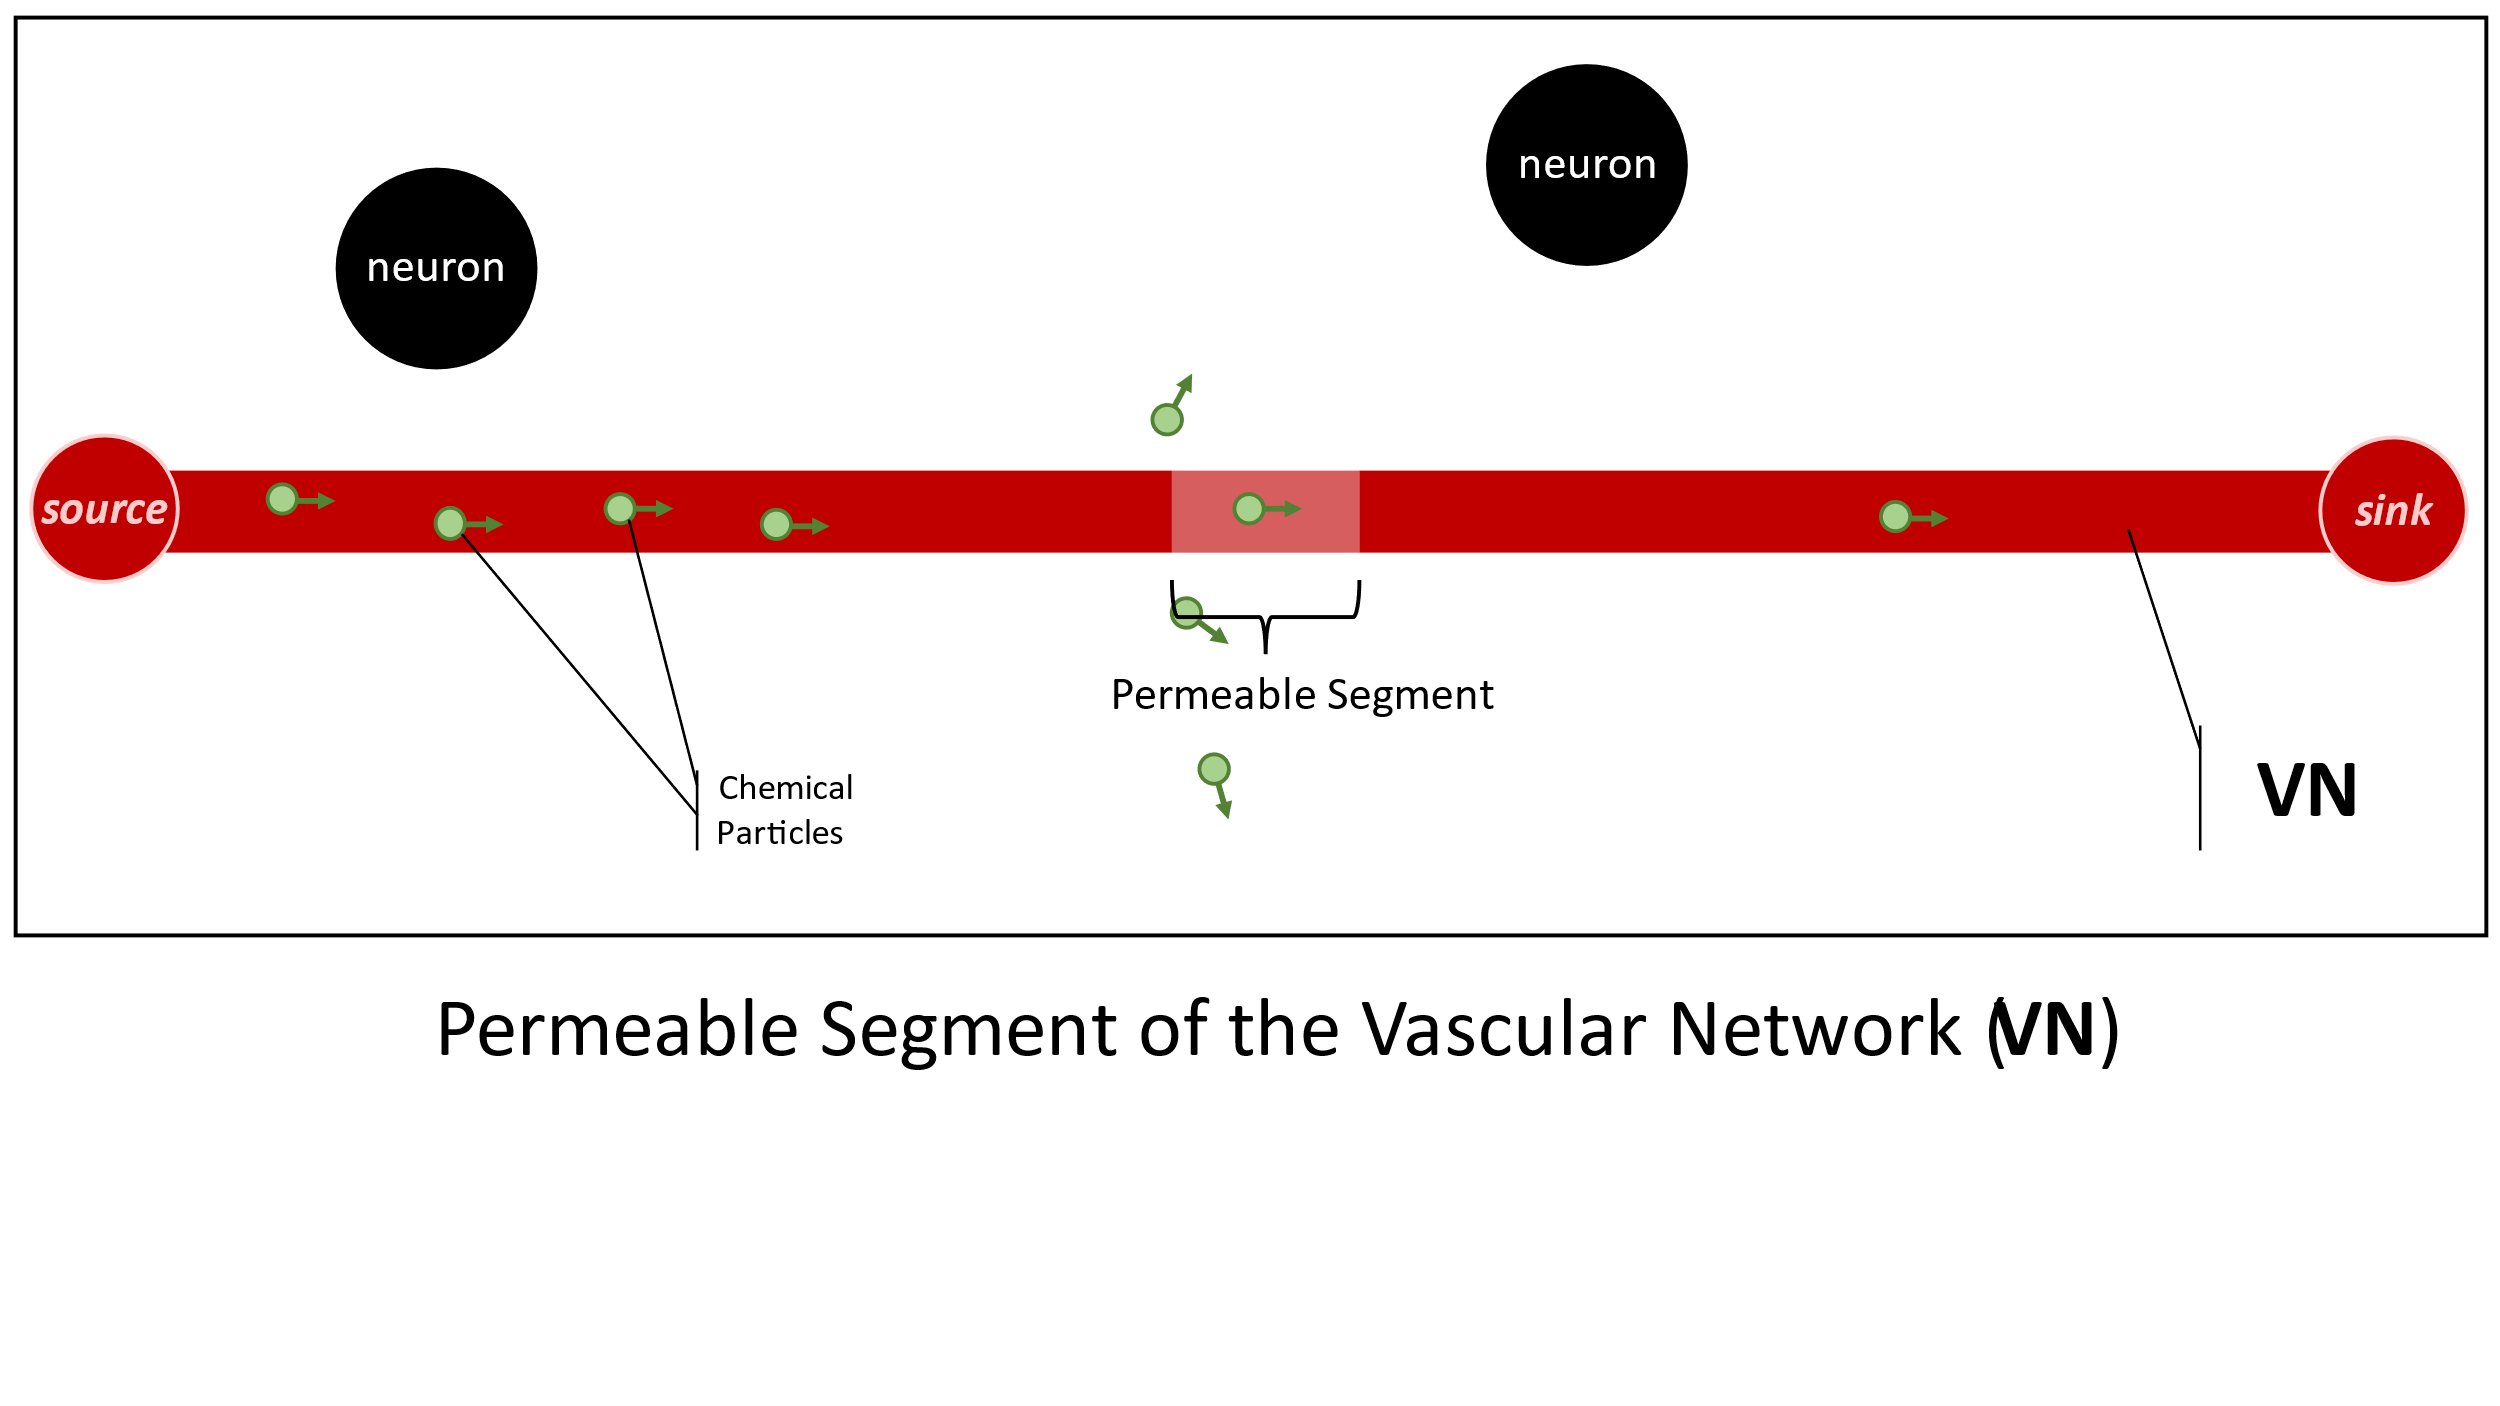 neuron
neuron
source
sink
Permeable Segment
Chemical
Particles
VN
Permeable Segment of the Vascular Network (VN)